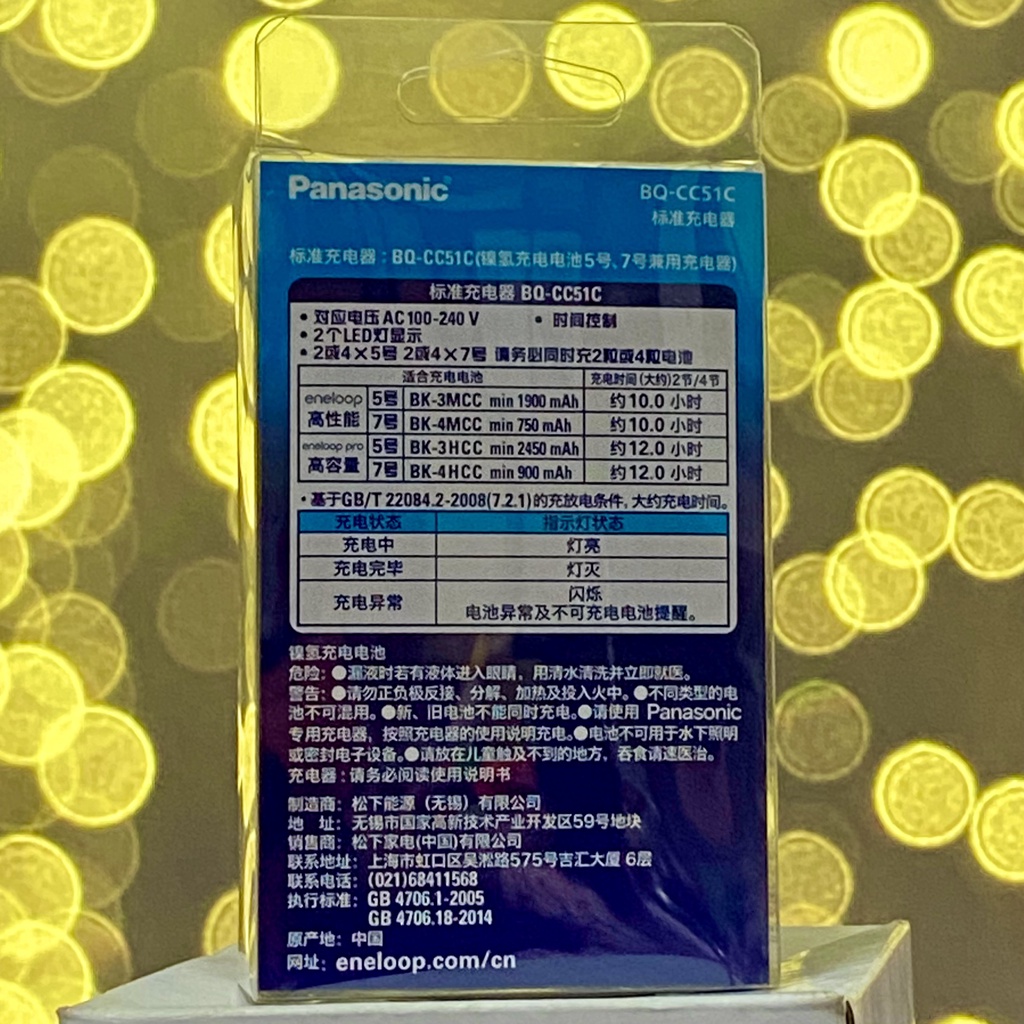 Panasonic
BQ-CC51C
标准充电器
标准充电器：BQ-CC51C(镍氢充电电池5号、7号兼用充电器)
标准充电器 BQ-CC51C
• 对应电压 AC 100-240 V • 时间控制
• 2个LED灯显示
• 2或4×5号 2或4×7号 请务必同时充2粒或4粒电池
适合充电电池 充电时间(大约)2节/4节
eneloop 高性能 5号 BK-3MCC min 1900 mAh 约10.0 小时
7号 BK-4MCC min 750 mAh 约10.0 小时
eneloop pro 高容量 5号 BK-3HCC min 2450 mAh 约12.0 小时
7号 BK-4HCC min 900 mAh 约12.0 小时
• 基于GB/T 22084.2-2008(7.2.1)的充放电条件，大约充电时间。
充电状态 指示灯状态
充电中 灯亮
充电完毕 灯灭
充电异常 闪烁
电池异常及不可充电电池提醒。
镍氢充电电池
危险：●漏液时若有液体进入眼睛，用清水清洗并立即就医。
警告：●请勿正负极反接、分解、加热及投入火中。●不同类型的电
池不可混用。●新、旧电池不能同时充电。●请使用 Panasonic
专用充电器，按照充电器的使用说明充电。●电池不可用于水下照明
或密封电子设备。●请放在儿童触及不到的地方，吞食请速医治。
充电器：请务必阅读使用说明书
制造商：松下能源（无锡）有限公司
地 址：无锡市国家高新技术产业开发区59号地块
销售商：松下家电(中国)有限公司
联系地址：上海市虹口区吴淞路575号吉汇大厦 6层
联系电话：(021)68411568
执行标准：GB 4706.1-2005
GB 4706.18-2014
原产地：中国
网址：eneloop.com/cn